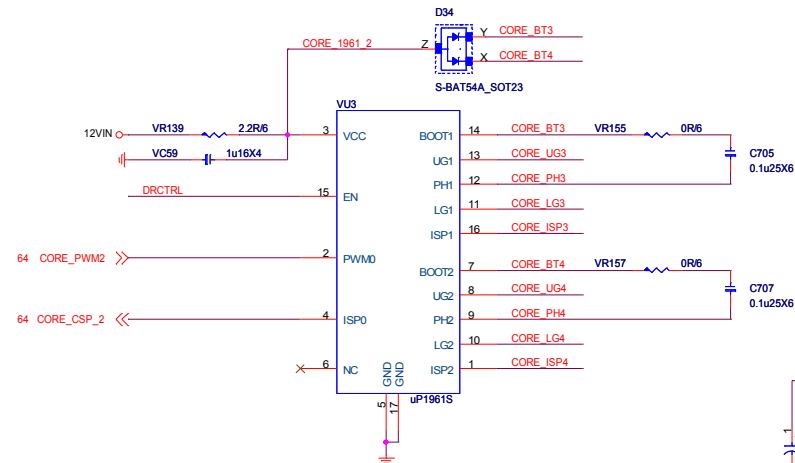 D34
Y CORE_BT3
CORE_1961_2 Z
X CORE_BT4
S-BAT54A_SOT23
VU3
12VIN VR139 2.2R/6 3 VCC BOOT1 14 CORE_BT3 VR155 0R/6
VC59 1u16X4 UG1 13 CORE_UG3 C705
0.1u25X6
PH1 12 CORE_PH3
DRCTRL 15 EN
LG1 11 CORE_LG3
ISP1 16 CORE_ISP3
64 CORE_PWM2 2 PWM0
BOOT2 7 CORE_BT4 VR157 0R/6
UG2 8 CORE_UG4 C707
0.1u25X6
64 CORE_CSP_2 4 ISP0 PH2 9 CORE_PH4
LG2 10 CORE_LG4
6 NC GND GND ISP2 1 CORE_ISP4
5 17 uP1961S
1